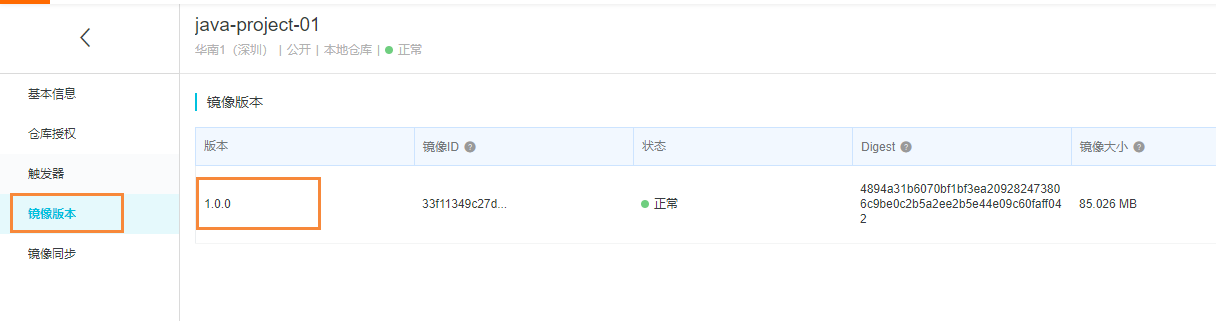 java-project-01
华南1（深圳） | 公开 | 本地仓库 | 正常
基本信息
仓库授权
触发器
镜像版本
镜像同步
镜像版本
版本 镜像ID 状态 Digest 镜像大小
1.0.0 33f11349c27d... 正常 4894a31b6070bf1bf3ea20928247380 85.026 MB
6c9be0c2b5a2ee2b5e44e09c60faff04
2